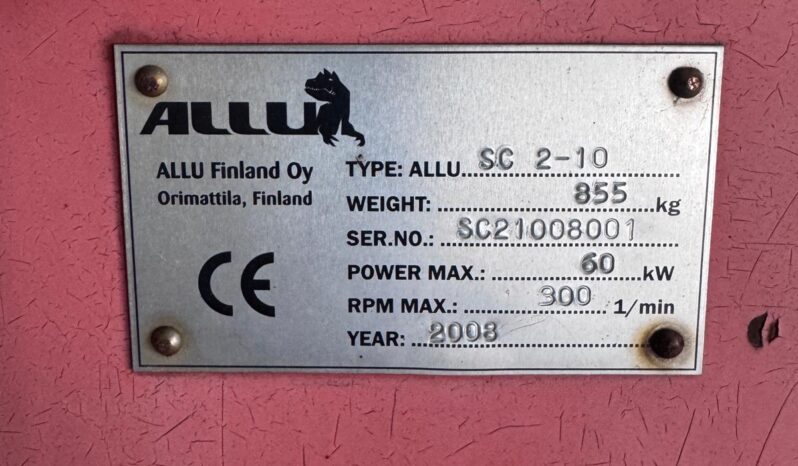 ALLU
ALLU Finland Oy
Orimattila, Finland
CE
TYPE: ALLU SC 2-10
WEIGHT: 855 kg
SER.NO.: SC21008001
POWER MAX.: 60 kW
RPM MAX.: 300 1/min
YEAR: 2008